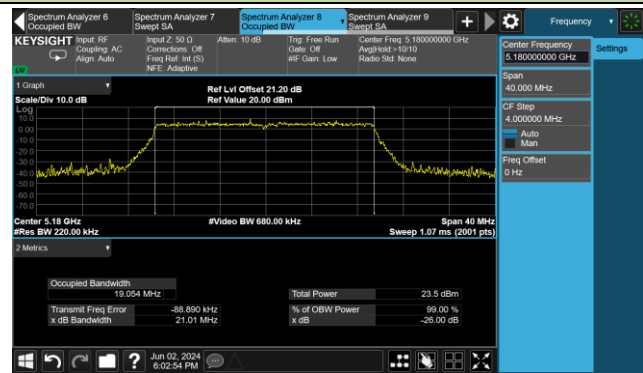 Spectrum Analyzer 6
Occupied BW
Spectrum Analyzer 7
Swept SA
Spectrum Analyzer 8
Occupied BW
Spectrum Analyzer 9
Swept SA
Frequency
KEYSIGHT
Input: RF
Coupling: AC
Align: Auto
Input Z: 50 Ω
Corrections: Off
Freq Ref: Int (S)
NFE: Adaptive
Atten: 10 dB
Trig: Free Run
Gate: Off
#IF Gain: Low
Center Freq: 5.180000000 GHz
Avg|Hold:>10/10
Radio Std: None
Center Frequency
5.180000000 GHz
Settings
Span
40.000 MHz
CF Step
4.000000 MHz
Auto
Man
Freq Offset
0 Hz
1 Graph
Scale/Div 10.0 dB
Ref Lvl Offset 21.20 dB
Ref Value 20.00 dBm
Log
10.0
0.00
-10.0
-20.0
-30.0
-40.0
-50.0
-60.0
-70.0
Center 5.18 GHz
#Video BW 680.00 kHz
Span 40 MHz
#Res BW 220.00 kHz
Sweep 1.07 ms (2001 pts)
2 Metrics
Occupied Bandwidth
19.054 MHz
Total Power
23.5 dBm
Transmit Freq Error
-88.890 kHz
% of OBW Power
99.00 %
x dB Bandwidth
21.01 MHz
x dB
-26.00 dB
Jun 02, 2024
6:02:54 PM